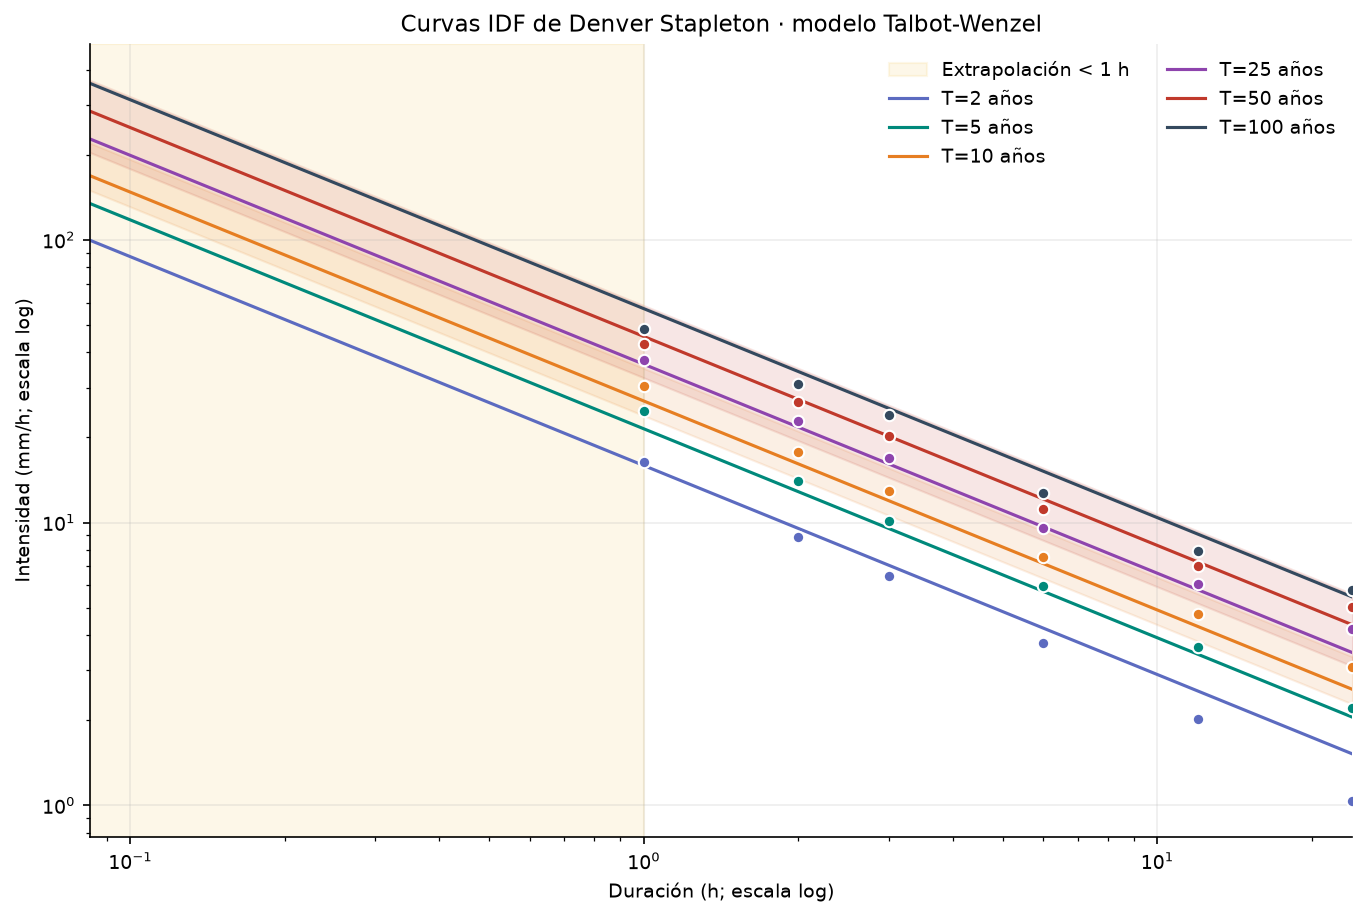 Curvas IDF de Denver Stapleton · modelo Talbot-Wenzel
Extrapolación < 1 h
T=2 años
T=5 años
T=10 años
T=25 años
T=50 años
T=100 años
Intensidad (mm/h; escala log)
10²
10¹
10⁰
10⁻¹
10⁰
10¹
Duración (h; escala log)